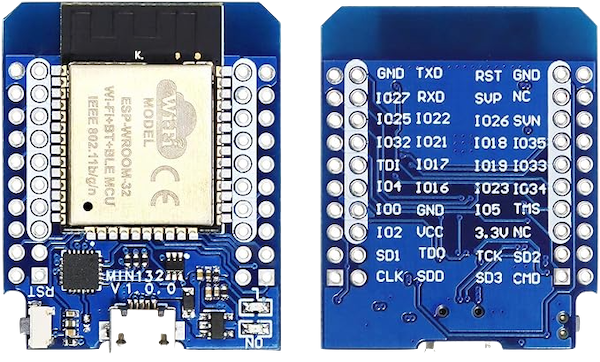 K.
WiFi
MODEL
ESP-WROOM-32
Wi-Fi+BT+BLE MCU
IEEE 802.11b/g/n
CE
MINI32
V1.0.0
RST
NO
GND TXD RST GND
IO27 RXD SVP NC
IO25 IO22 IO26 SVN
IO32 IO21 IO18 IO35
TDI IO17 IO19 IO33
IO4 IO16 IO23 IO34
IO0 GND IO5 TMS
IO2 VCC 3.3V NC
SD1 TDO TCK SD2
CLK SDD SD3 CMD